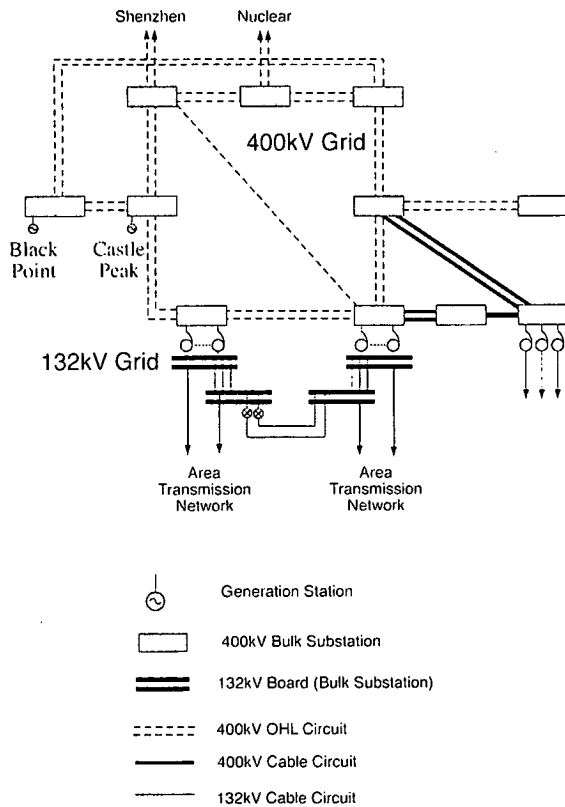 Shenzhen Nuclear
400kV Grid
Black
Point
Castle
Peak
132kV Grid
Area
Transmission
Network
Area
Transmission
Network
Generation Station
400kV Bulk Substation
132kV Board (Bulk Substation)
400kV OHL Circuit
400kV Cable Circuit
132kV Cable Circuit